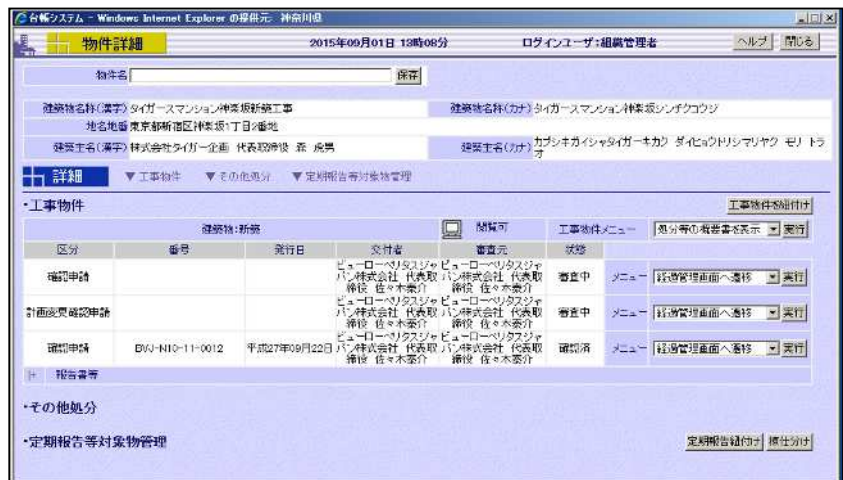 台帳システム - Windows Internet Explorer の提供元: 神奈川県
物件詳細 2015年09月01日 13時08分 ログインユーザ:組織管理者 ヘルプ 閉じる
物件名 保存
建築物名称(漢字) タイガースマンション神楽坂新築工事 建築物名称(カナ) タイガースマンション神楽坂シンチクコウジ
地名地番 東京都新宿区神楽坂1丁目2番地
建築主名(漢字) 株式会社タイガー企画 代表取締役 森 虎男 建築主名(カナ) カブシキガイシャタイガーキカク ダイヒョウトリシマリヤク モリ トラオ
詳細 ▼工事物件 ▼その他処分 ▼定期報告等対象物管理
・工事物件 工事物件を紐付け
建築物:新築 閲覧可 工事物件メニュー 処分等の概要書を表示 実行
区分 番号 発行日 交付者 審査元 状態
確認申請 ビューローベリタスジャパン株式会社 代表取締役 佐々木泰介 ビューローベリタスジャパン株式会社 代表取締役 佐々木泰介 審査中 メニュー 経過管理画面へ遷移 実行
計画変更確認申請 ビューローベリタスジャパン株式会社 代表取締役 佐々木泰介 ビューローベリタスジャパン株式会社 代表取締役 佐々木泰介 審査中 メニュー 経過管理画面へ遷移 実行
確認申請 BVJ-N10-11-0012 平成27年09月22日 ビューローベリタスジャパン株式会社 代表取締役 佐々木泰介 ビューローベリタスジャパン株式会社 代表取締役 佐々木泰介 確認済 メニュー 経過管理画面へ遷移 実行
報告書等
・その他処分
・定期報告等対象物管理 定期報告紐付け 棟仕分け